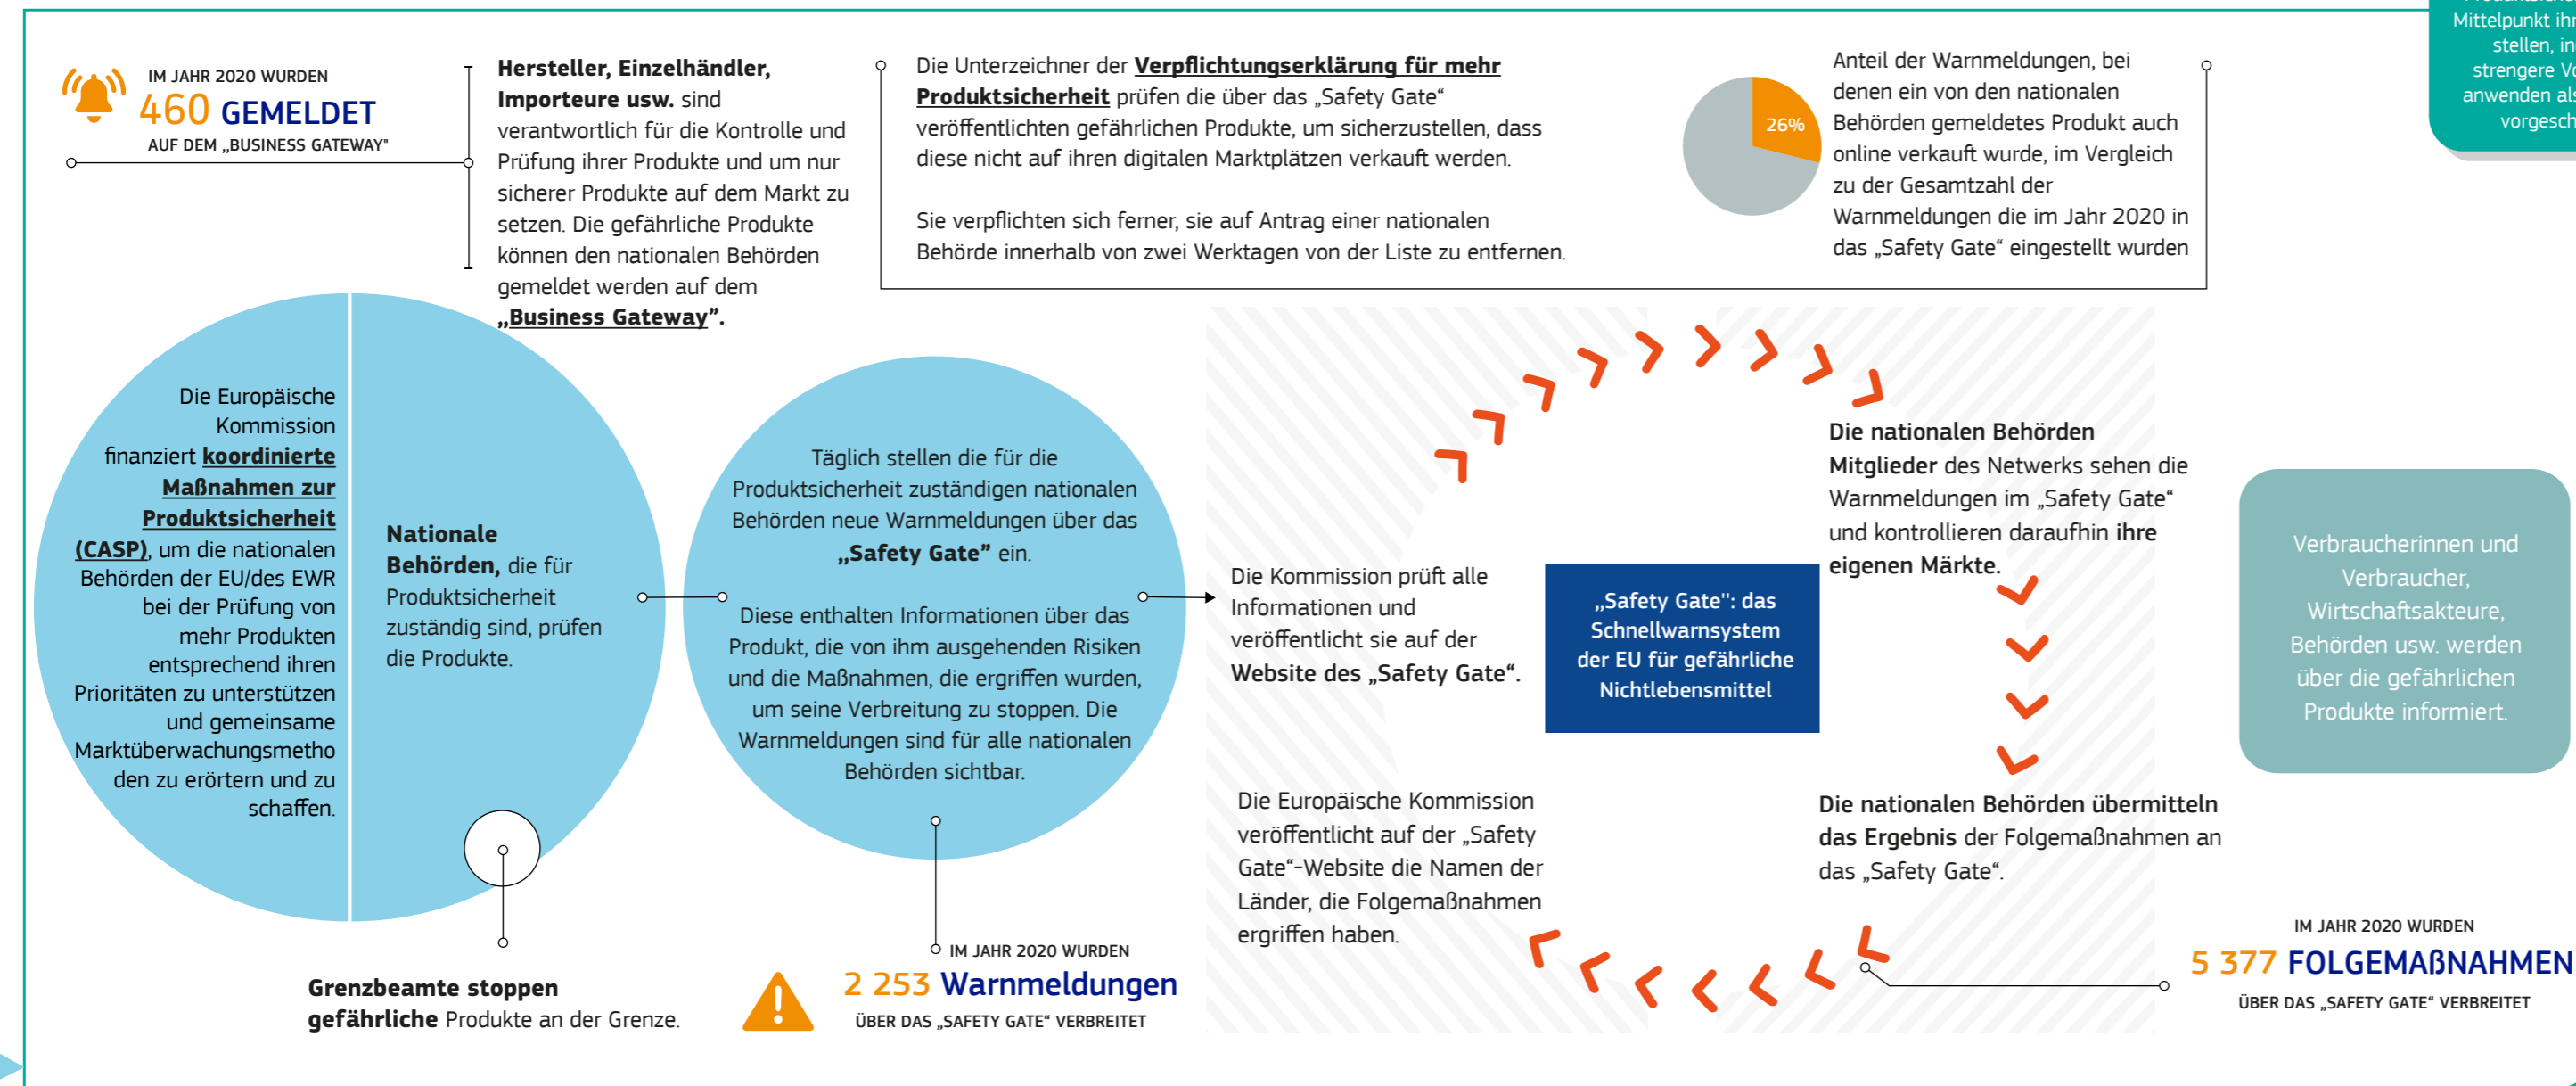 IM JAHR 2020 WURDEN
460 GEMELDET
AUF DEM „BUSINESS GATEWAY"
Hersteller, Einzelhändler,
Importeure usw. sind
verantwortlich für die Kontrolle und
Prüfung ihrer Produkte und um nur
sicherer Produkte auf dem Markt zu
setzen. Die gefährliche Produkte
können den nationalen Behörden
gemeldet werden auf dem
„Business Gateway”.
Die Unterzeichner der Verpflichtungserklärung für mehr
Produktsicherheit prüfen die über das „Safety Gate“
veröffentlichten gefährlichen Produkte, um sicherzustellen, dass
diese nicht auf ihren digitalen Marktplätzen verkauft werden.
Sie verpflichten sich ferner, sie auf Antrag einer nationalen
Behörde innerhalb von zwei Werktagen von der Liste zu entfernen.
26%
Anteil der Warnmeldungen, bei
denen ein von den nationalen
Behörden gemeldetes Produkt auch
online verkauft wurde, im Vergleich
zu der Gesamtzahl der
Warnmeldungen die im Jahr 2020 in
das „Safety Gate“ eingestellt wurden
Mittelpunkt ihr
stellen, in
strengere Vo
anwenden als
vorgesch
Die Europäische
Kommission
finanziert koordinierte
Maßnahmen zur
Produktsicherheit
(CASP), um die nationalen
Behörden der EU/des EWR
bei der Prüfung von
mehr Produkten
entsprechend ihren
Prioritäten zu unterstützen
und gemeinsame
Marktüberwachungsmetho
den zu erörtern und zu
schaffen.
Nationale
Behörden, die für
Produktsicherheit
zuständig sind, prüfen
die Produkte.
Grenzbeamte stoppen
gefährliche Produkte an der Grenze.
Täglich stellen die für die
Produktsicherheit zuständigen nationalen
Behörden neue Warnmeldungen über das
„Safety Gate” ein.
Diese enthalten Informationen über das
Produkt, die von ihm ausgehenden Risiken
und die Maßnahmen, die ergriffen wurden,
um seine Verbreitung zu stoppen. Die
Warnmeldungen sind für alle nationalen
Behörden sichtbar.
IM JAHR 2020 WURDEN
2 253 Warnmeldungen
ÜBER DAS „SAFETY GATE“ VERBREITET
Die Kommission prüft alle
Informationen und
veröffentlicht sie auf der
Website des „Safety Gate“.
„Safety Gate": das
Schnellwarnsystem
der EU für gefährliche
Nichtlebensmittel
Die nationalen Behörden
Mitglieder des Netwerks sehen die
Warnmeldungen im „Safety Gate“
und kontrollieren daraufhin ihre
eigenen Märkte.
Die nationalen Behörden übermitteln
das Ergebnis der Folgemaßnahmen an
das „Safety Gate“.
Die Europäische Kommission
veröffentlicht auf der „Safety
Gate“-Website die Namen der
Länder, die Folgemaßnahmen
ergriffen haben.
Verbraucherinnen und
Verbraucher,
Wirtschaftsakteure,
Behörden usw. werden
über die gefährlichen
Produkte informiert.
IM JAHR 2020 WURDEN
5 377 FOLGEMAßNAHMEN
ÜBER DAS „SAFETY GATE“ VERBREITET